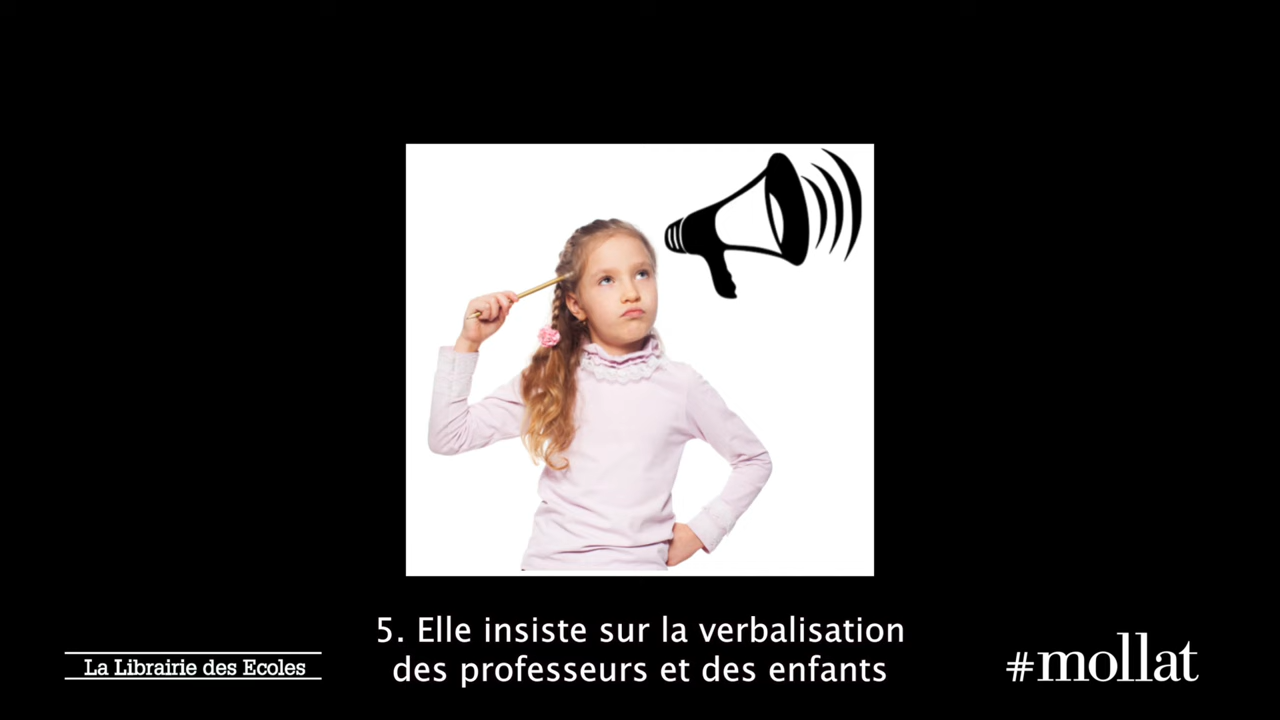 5. Elle insiste sur la verbalisation
des professeurs et des enfants
La Librairie des Ecoles
#mollat